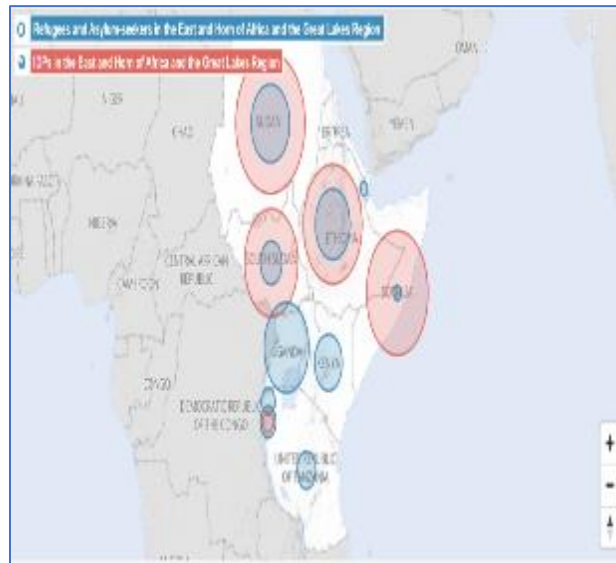 Refugees and Asylum-seekers in the East and Horn of Africa and the Great Lakes Region
IDPs in the East and Horn of Africa and the Great Lakes Region
OMAN
NIGER
SUDAN
ERITREA
YEMEN
CHAD
NIGERIA
ETHIOPIA
CENTRAL AFRICAN
REPUBLIC
SOUTH SUDAN
CAMEROON
SOMALIA
UGANDA
KENYA
CONGO
DEMOCRATIC REPUBLIC
OF THE CONGO
UNITED REPUBLIC
OF TANZANIA